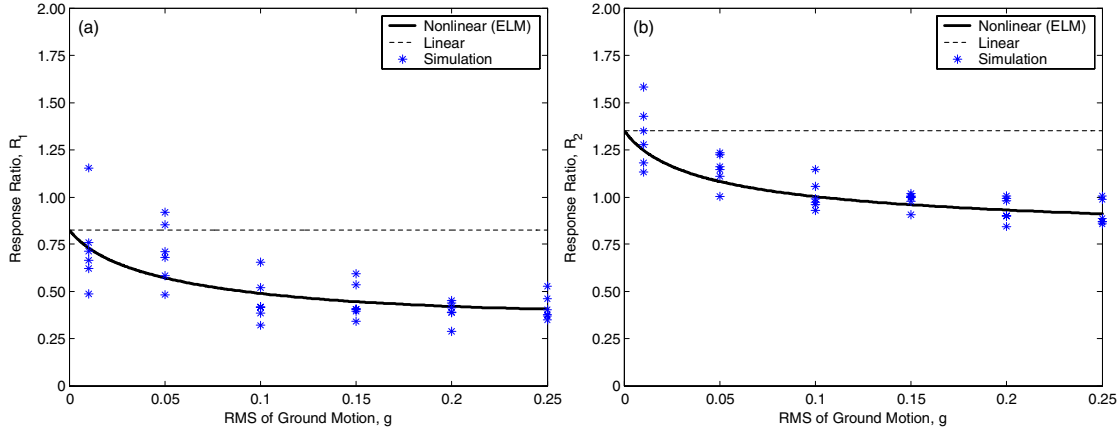 (a)
Nonlinear (ELM)
Linear
Simulation
2.00
1.75
1.50
1.25
1.00
0.75
0.50
0.25
0
Response Ratio, R1
0 0.05 0.1 0.15 0.2 0.25
RMS of Ground Motion, g
(b)
Nonlinear (ELM)
Linear
Simulation
2.00
1.75
1.50
1.25
1.00
0.75
0.50
0.25
0
Response Ratio, R2
0 0.05 0.1 0.15 0.2 0.25
RMS of Ground Motion, g